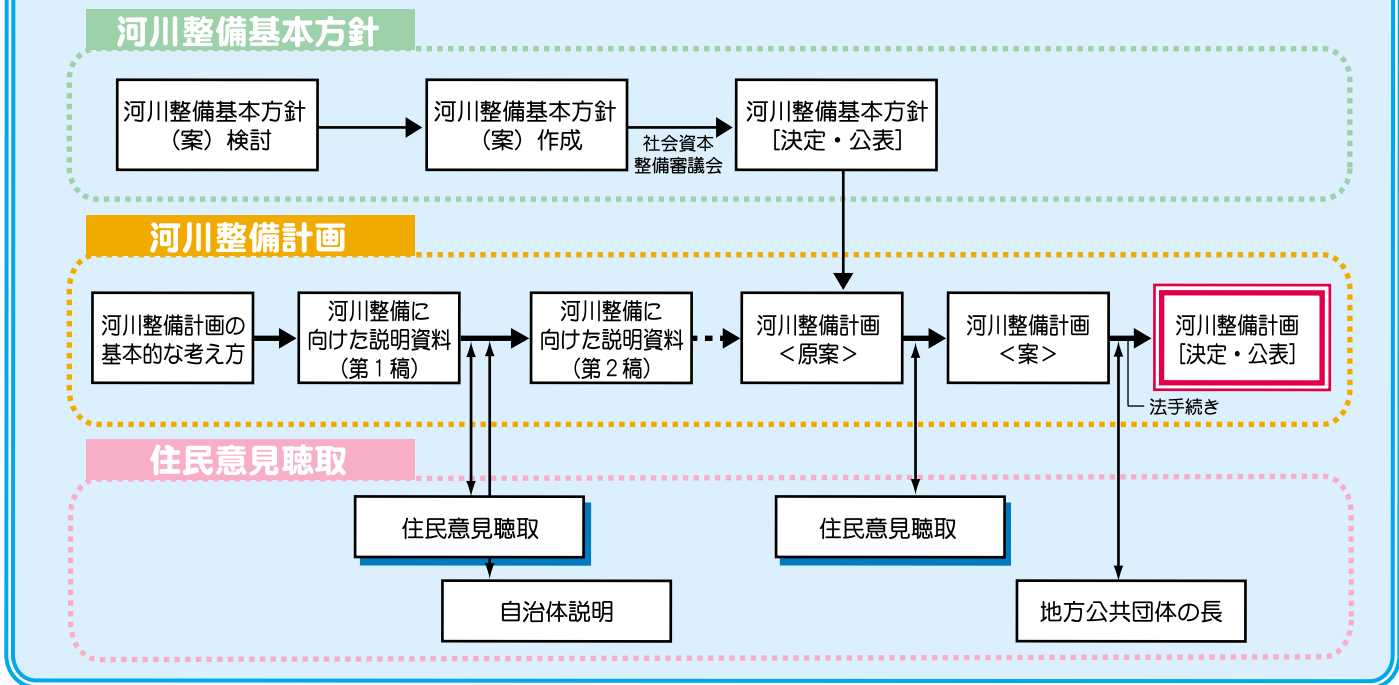 河川整備基本方針
河川整備基本方針
（案）検討
河川整備基本方針
（案）作成
社会資本
整備審議会
河川整備基本方針
［決定・公表］
河川整備計画
河川整備計画の
基本的な考え方
河川整備に
向けた説明資料
（第１稿）
河川整備に
向けた説明資料
（第２稿）
河川整備計画
＜原案＞
河川整備計画
＜案＞
河川整備計画
［決定・公表］
法手続き
住民意見聴取
住民意見聴取
住民意見聴取
自治体説明
地方公共団体の長